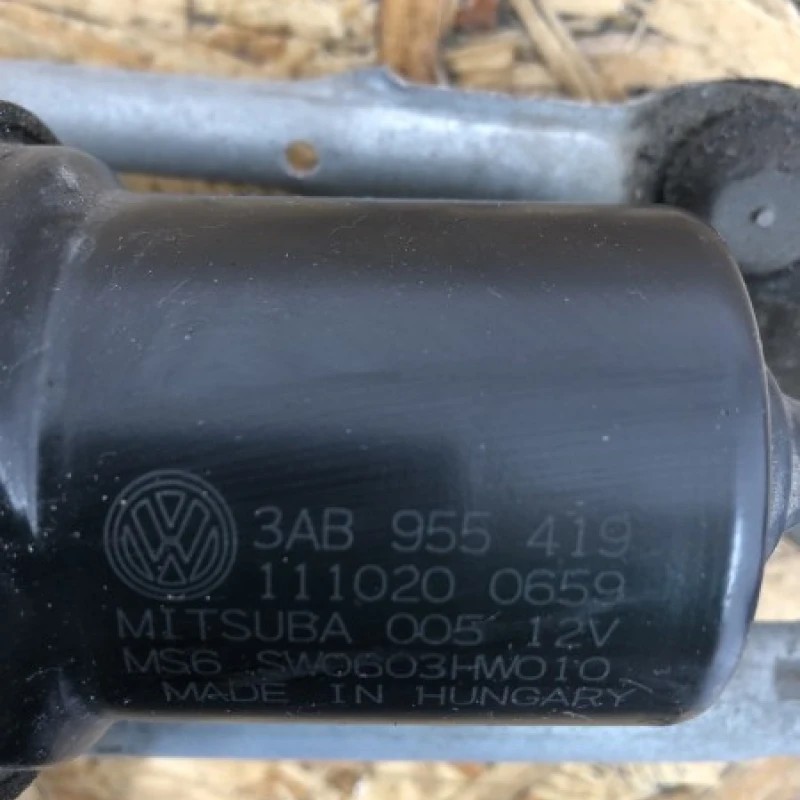 3AB 955 419
111020 0659
MITSUBA 005 12V
MS6 SW0603HW010
MADE IN HUNGARY